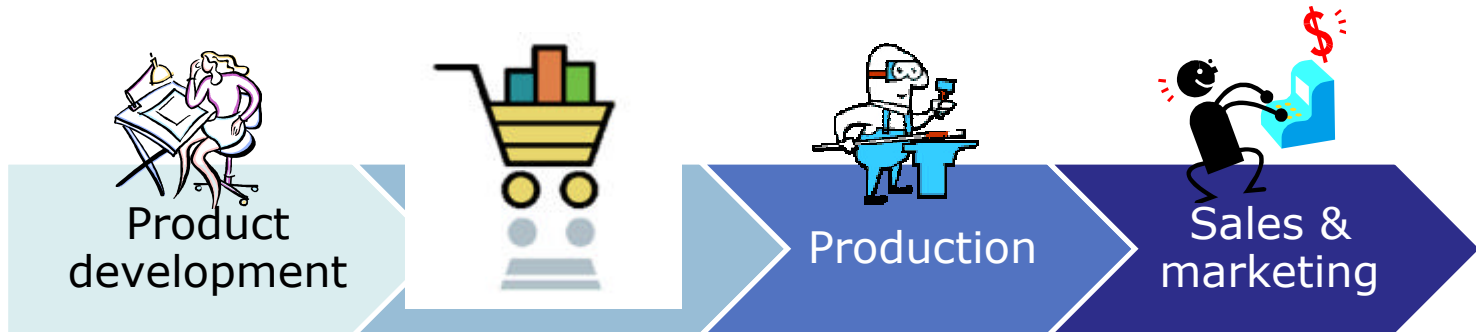 Product
development
Production
Sales &
marketing
$